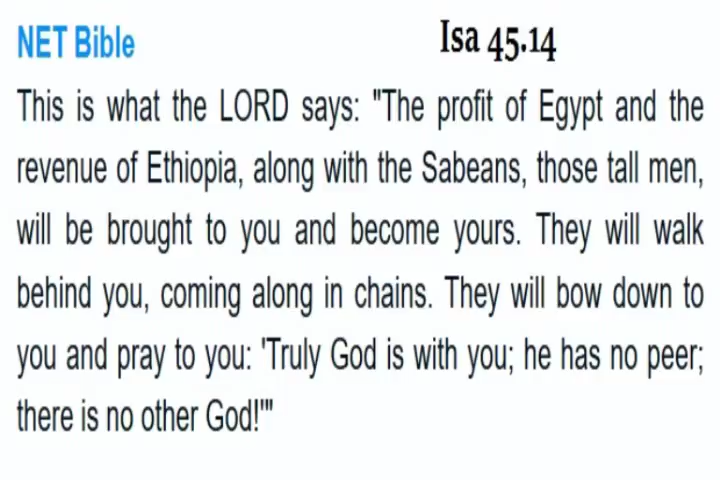 NET Bible Isa 45.14
This is what the LORD says: "The profit of Egypt and the
revenue of Ethiopia, along with the Sabeans, those tall men,
will be brought to you and become yours. They will walk
behind you, coming along in chains. They will bow down to
you and pray to you: 'Truly God is with you; he has no peer;
there is no other God!'"